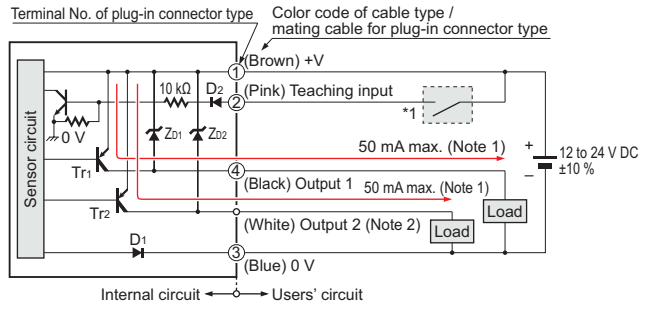 Terminal No. of plug-in connector type
Color code of cable type /
mating cable for plug-in connector type
1
(Brown) +V
10 kΩ
D2
2
(Pink) Teaching input
*1
Sensor circuit
0 V
ZD1
ZD2
50 mA max. (Note 1)
+
12 to 24 V DC
±10 %
–
Tr1
4
(Black) Output 1
50 mA max. (Note 1)
Load
Tr2
(White) Output 2 (Note 2)
Load
D1
3
(Blue) 0 V
Internal circuit
Users' circuit